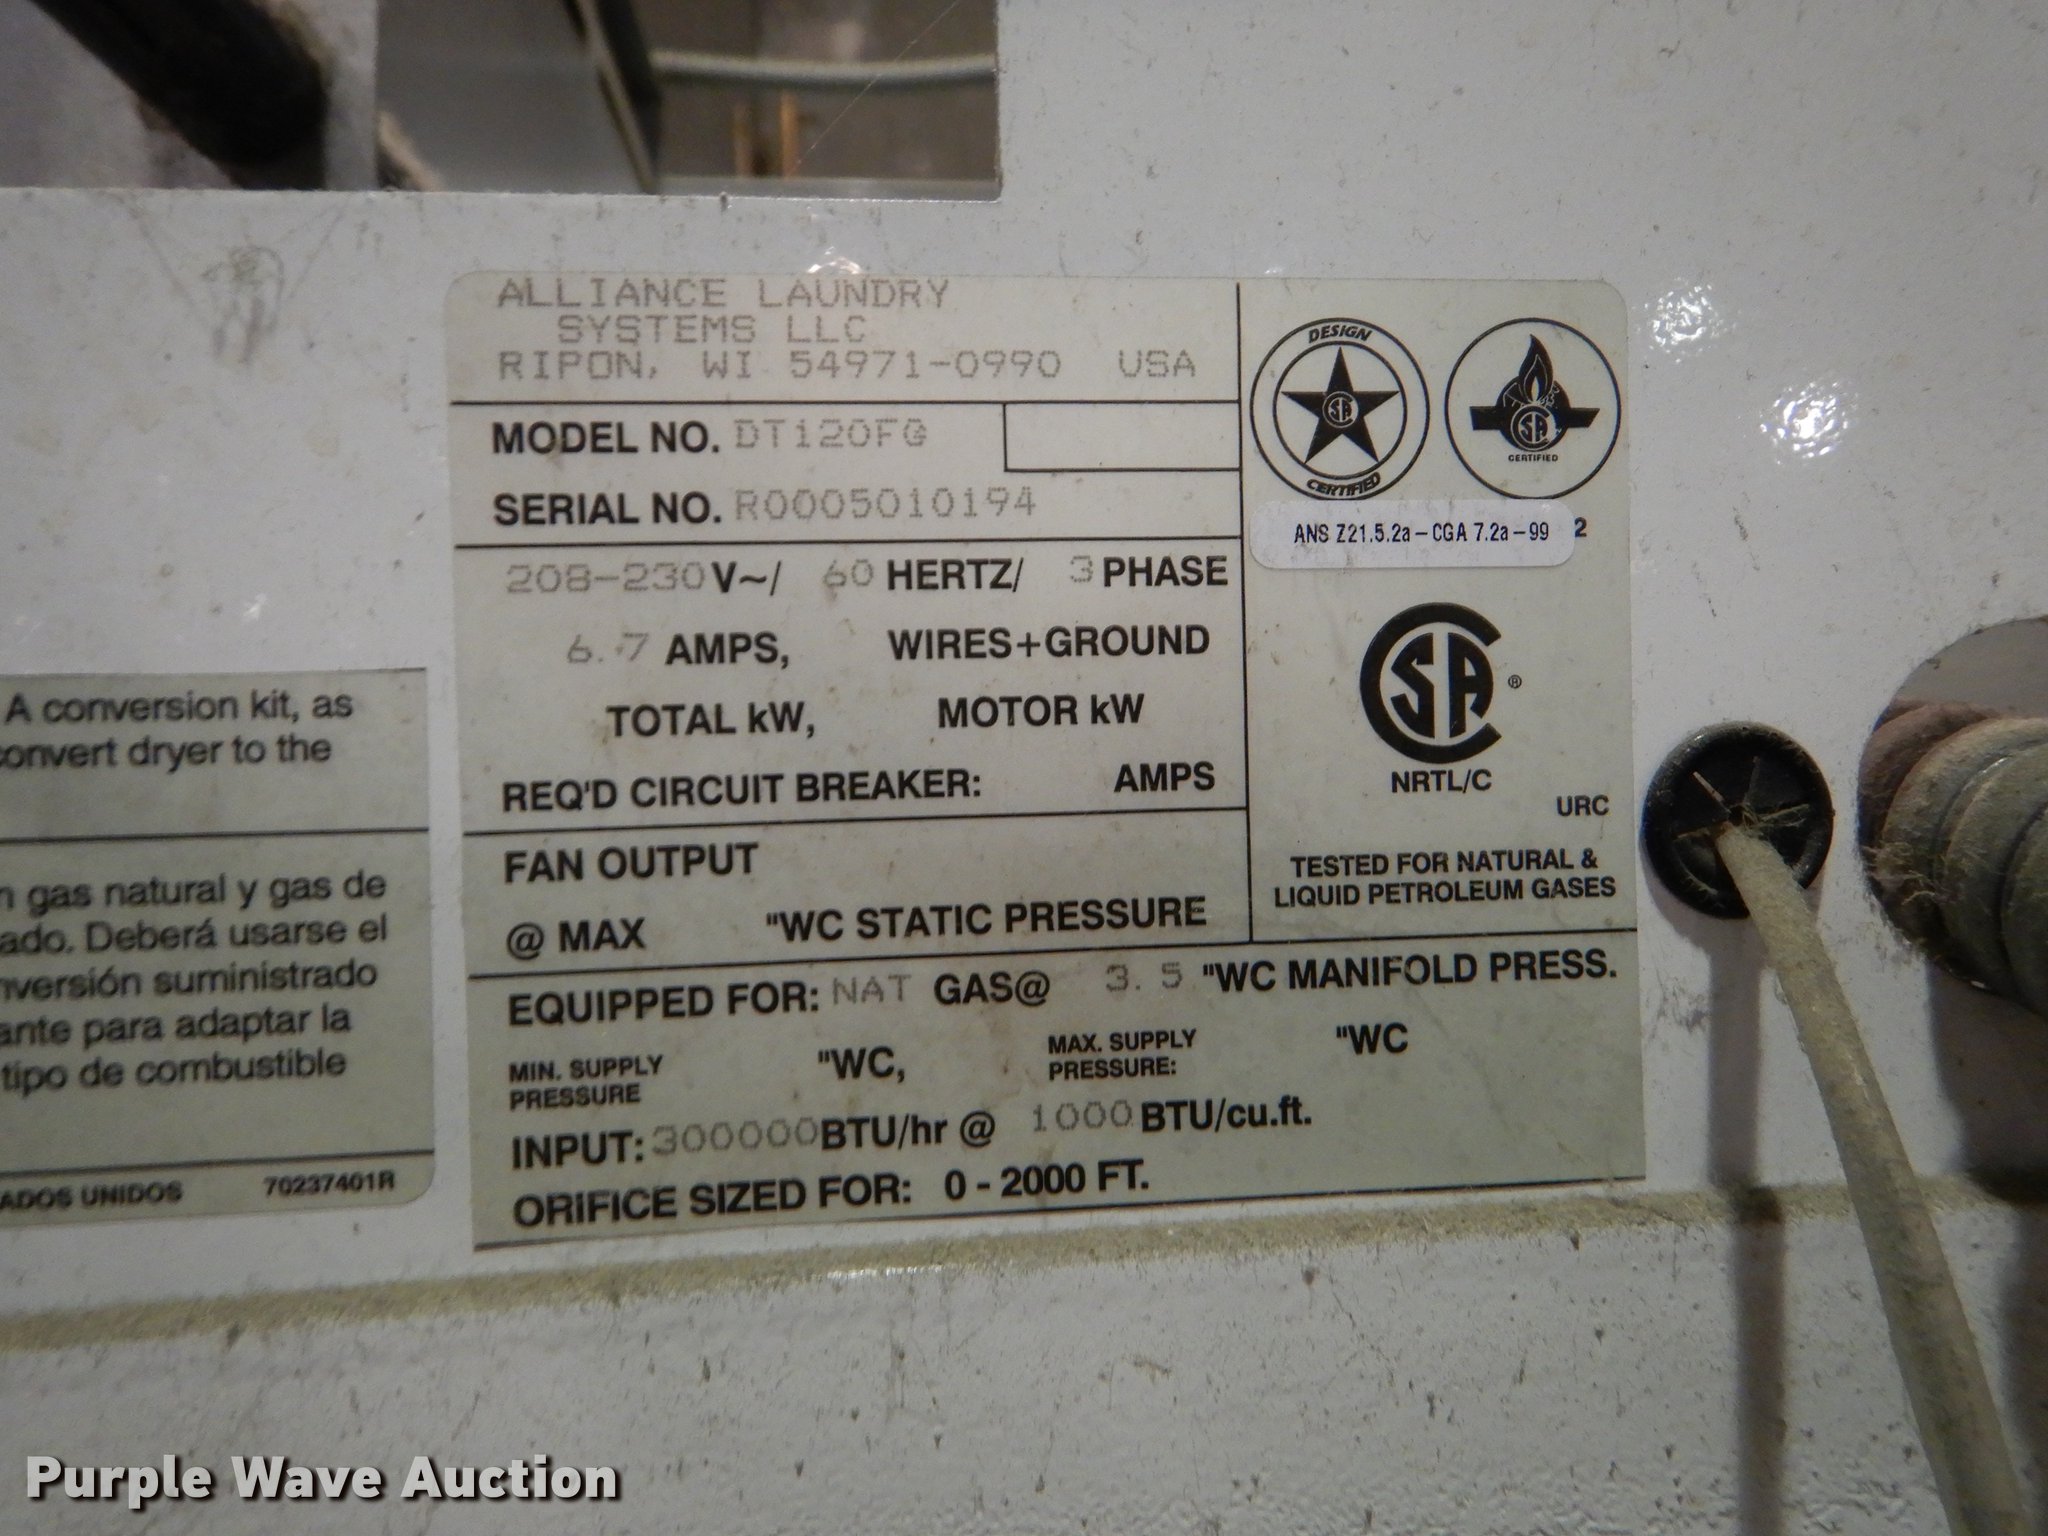 ALLIANCE LAUNDRY
SYSTEMS LLC
RIPON, WI 54971-0990 USA
MODEL NO. DT120FG
SERIAL NO. R0005010194
208-230 V~/ 60 HERTZ/ 3 PHASE
6.7 AMPS, WIRES+GROUND
TOTAL kW, MOTOR kW
REQ'D CIRCUIT BREAKER: AMPS
FAN OUTPUT
@ MAX "WC STATIC PRESSURE
EQUIPPED FOR: NAT GAS@ 3.5 "WC MANIFOLD PRESS.
MIN. SUPPLY PRESSURE "WC, MAX. SUPPLY PRESSURE: "WC
INPUT: 300000 BTU/hr @ 1000 BTU/cu.ft.
ORIFICE SIZED FOR: 0 - 2000 FT.
DESIGN
CSA
CERTIFIED
CSA
CERTIFIED
ANS Z21.5.2a-CGA 7.2a-99 2
CSA ®
NRTL/C
URC
TESTED FOR NATURAL &
LIQUID PETROLEUM GASES
A conversion kit, as
convert dryer to the
n gas natural y gas de
ado. Deberá usarse el
nversión suministrado
ante para adaptar la
tipo de combustible
ADOS UNIDOS 70237401R
Purple Wave Auction